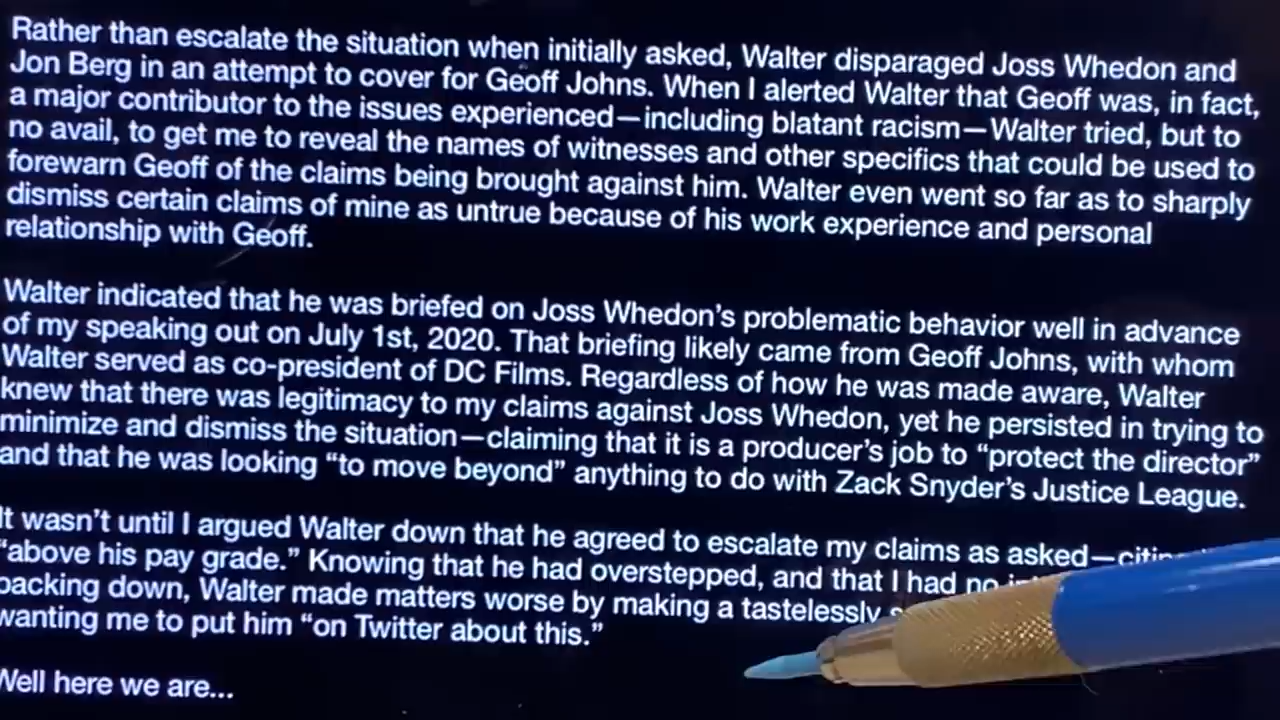 Rather than escalate the situation when initially asked, Walter disparaged Joss Whedon and
Jon Berg in an attempt to cover for Geoff Johns. When I alerted Walter that Geoff was, in fact,
a major contributor to the issues experienced—including blatant racism—Walter tried, but to
no avail, to get me to reveal the names of witnesses and other specifics that could be used to
forewarn Geoff of the claims being brought against him. Walter even went so far as to sharply
dismiss certain claims of mine as untrue because of his work experience and personal
relationship with Geoff.
Walter indicated that he was briefed on Joss Whedon’s problematic behavior well in advance
of my speaking out on July 1st, 2020. That briefing likely came from Geoff Johns, with whom
Walter served as co-president of DC Films. Regardless of how he was made aware, Walter
knew that there was legitimacy to my claims against Joss Whedon, yet he persisted in trying to
minimize and dismiss the situation—claiming that it is a producer’s job to “protect the director”
and that he was looking “to move beyond” anything to do with Zack Snyder’s Justice League.
It wasn’t until I argued Walter down that he agreed to escalate my claims as asked—
“above his pay grade.” Knowing that he had overstepped, and that I had no
backing down, Walter made matters worse by making a tastelessly
wanting me to put him “on Twitter about this.”
Well here we are...